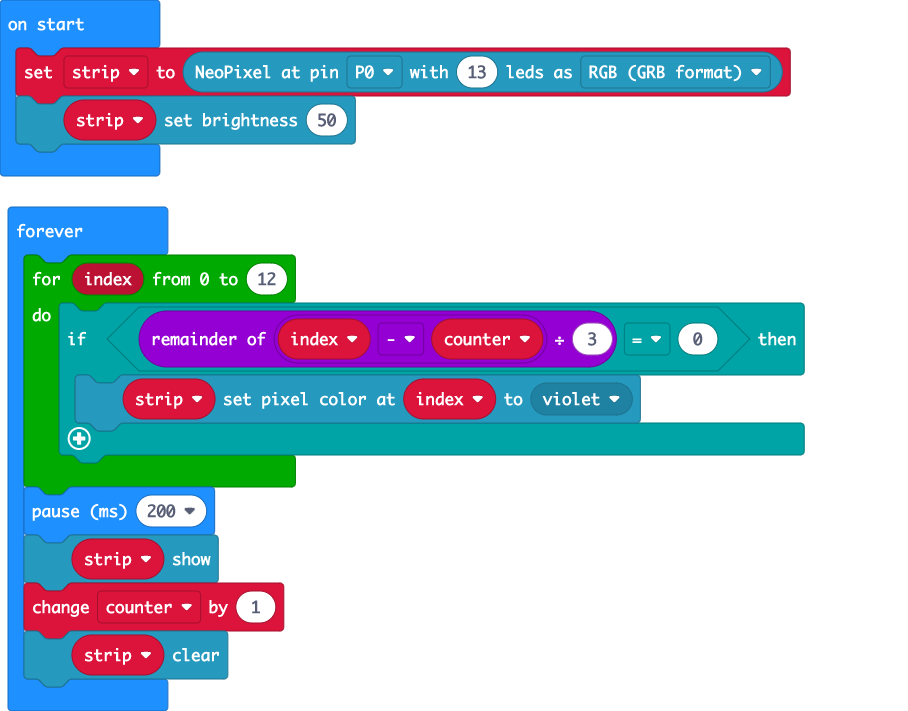 on start
set strip to NeoPixel at pin P0 with 13 leds as RGB (GRB format)
strip set brightness 50
forever
for index from 0 to 12
do
if remainder of index - counter ÷ 3 = 0 then
strip set pixel color at index to violet
pause (ms) 200
strip show
change counter by 1
strip clear